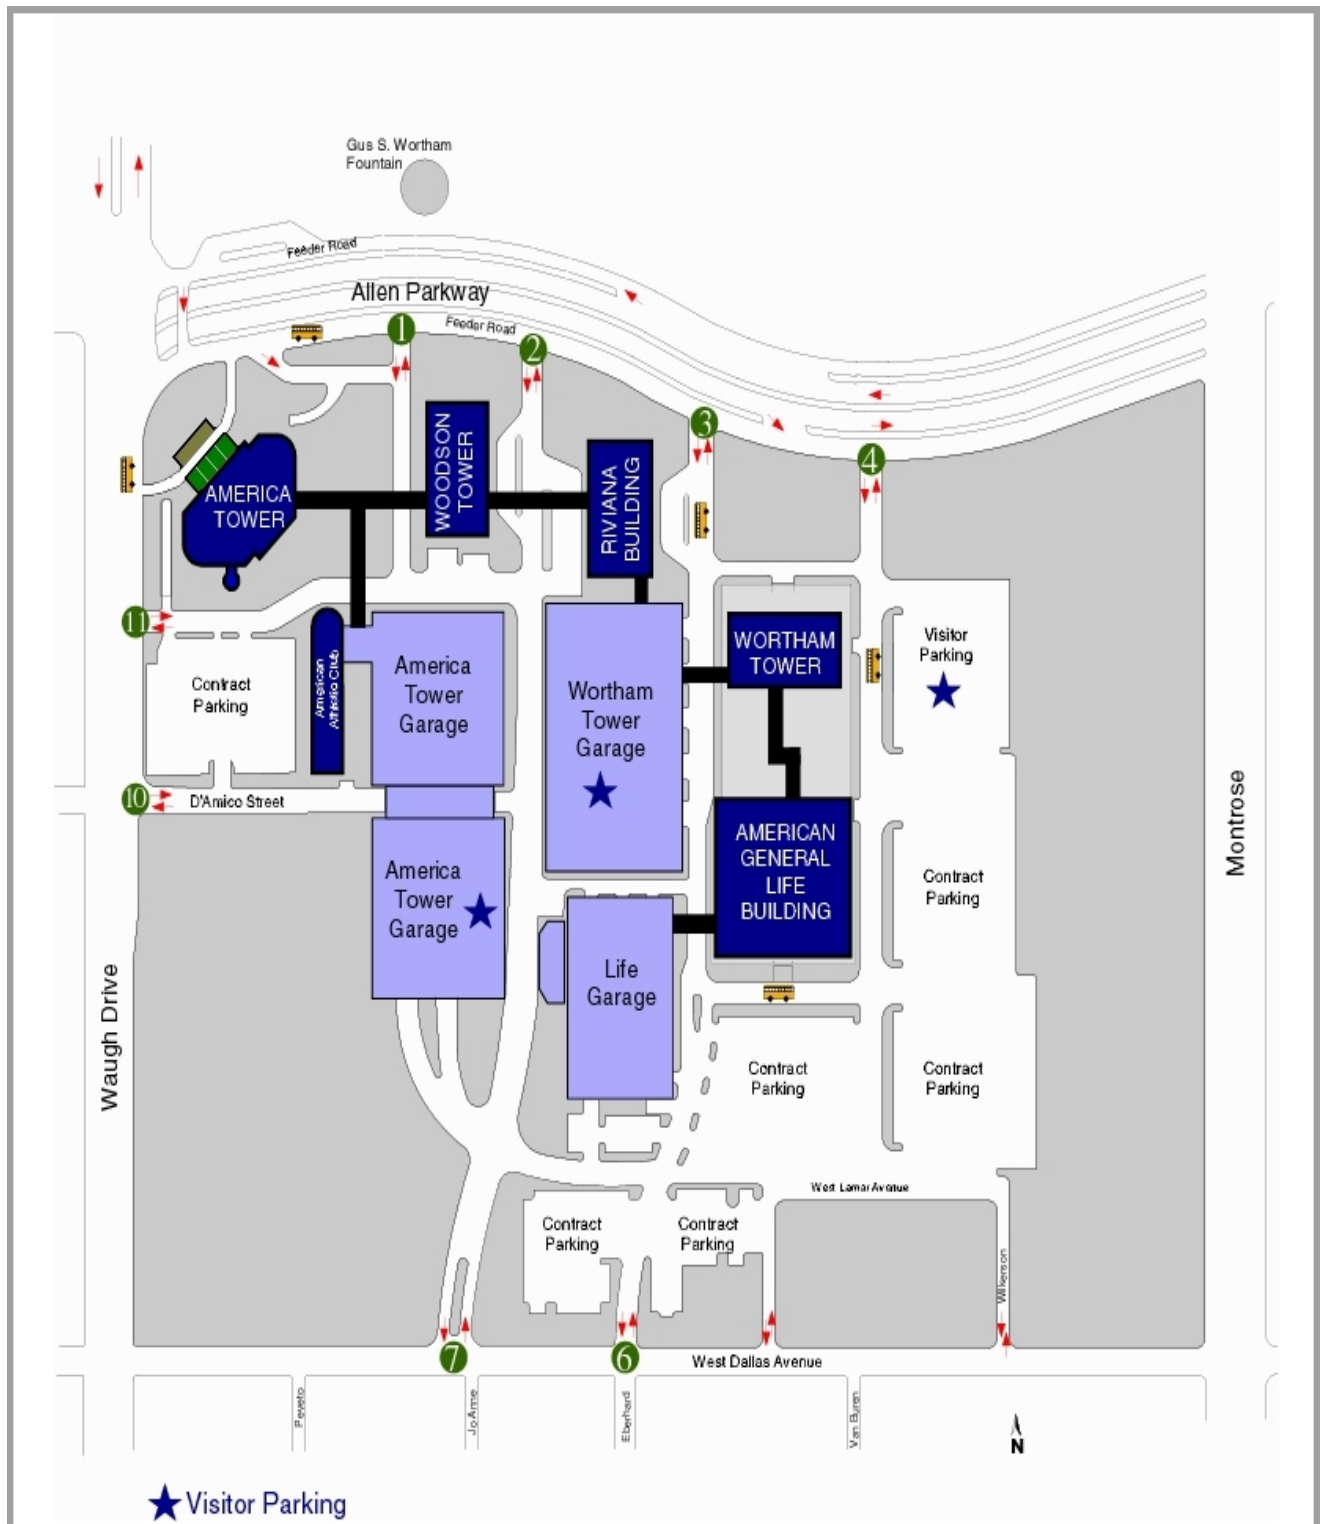 Gus S. Wortham
Fountain
Feeder Road
Allen Parkway
Feeder Road
1
2
3
4
WOODSON
TOWER
RIVIANA
BUILDING
AMERICA
TOWER
11
Contract
Parking
American
Athletic Club
America
Tower
Garage
Wortham
Tower
Garage
WORTHAM
TOWER
Visitor
Parking
10
D'Amico Street
America
Tower
Garage
AMERICAN
GENERAL
LIFE
BUILDING
Contract
Parking
Montrose
Waugh Drive
Life
Garage
Contract
Parking
Contract
Parking
West Lamar Avenue
Contract
Parking
Contract
Parking
Wilkerson
7
6
West Dallas Avenue
Peveto
Jo Anne
Eberhard
Van Buren
N
Visitor Parking